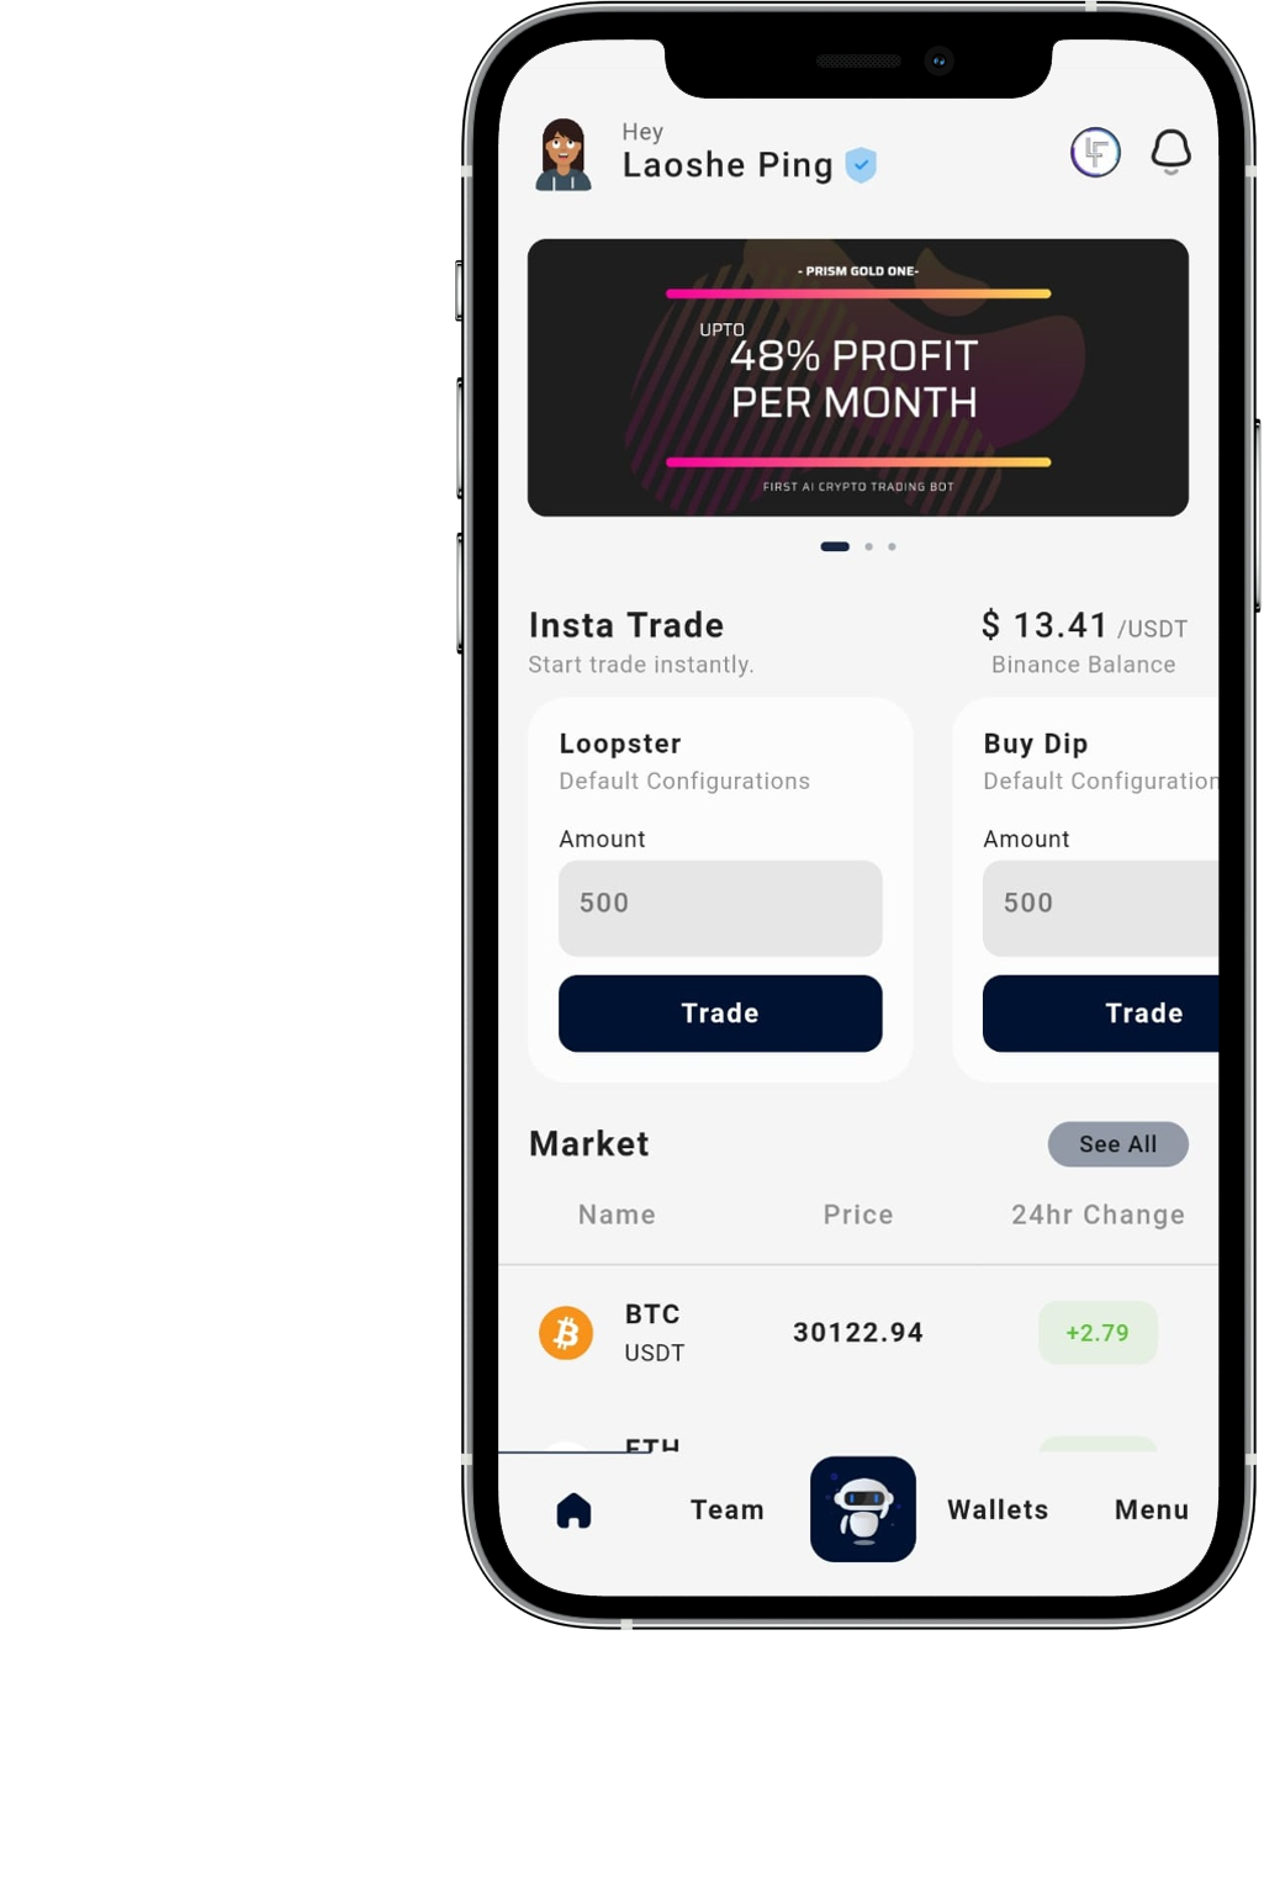 Hey
Laoshe Ping
- PRISM GOLD ONE-
UPTO
48% PROFIT
PER MONTH
FIRST AI CRYPTO TRADING BOT
Insta Trade
$ 13.41 /USDT
Start trade instantly.
Binance Balance
Loopster
Buy Dip
Default Configurations
Default Configuration
Amount
Amount
500
500
Trade
Trade
Market
See All
Name Price 24hr Change
BTC
USDT
30122.94
+2.79
ETH
Team
Wallets
Menu